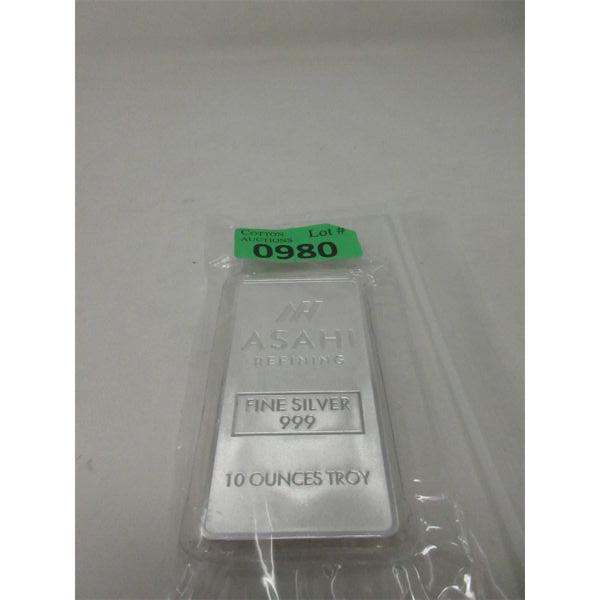 COTTON
AUCTIONS
Lot #
0980
ASAHI
REFINING
FINE SILVER
999
10 OUNCES TROY